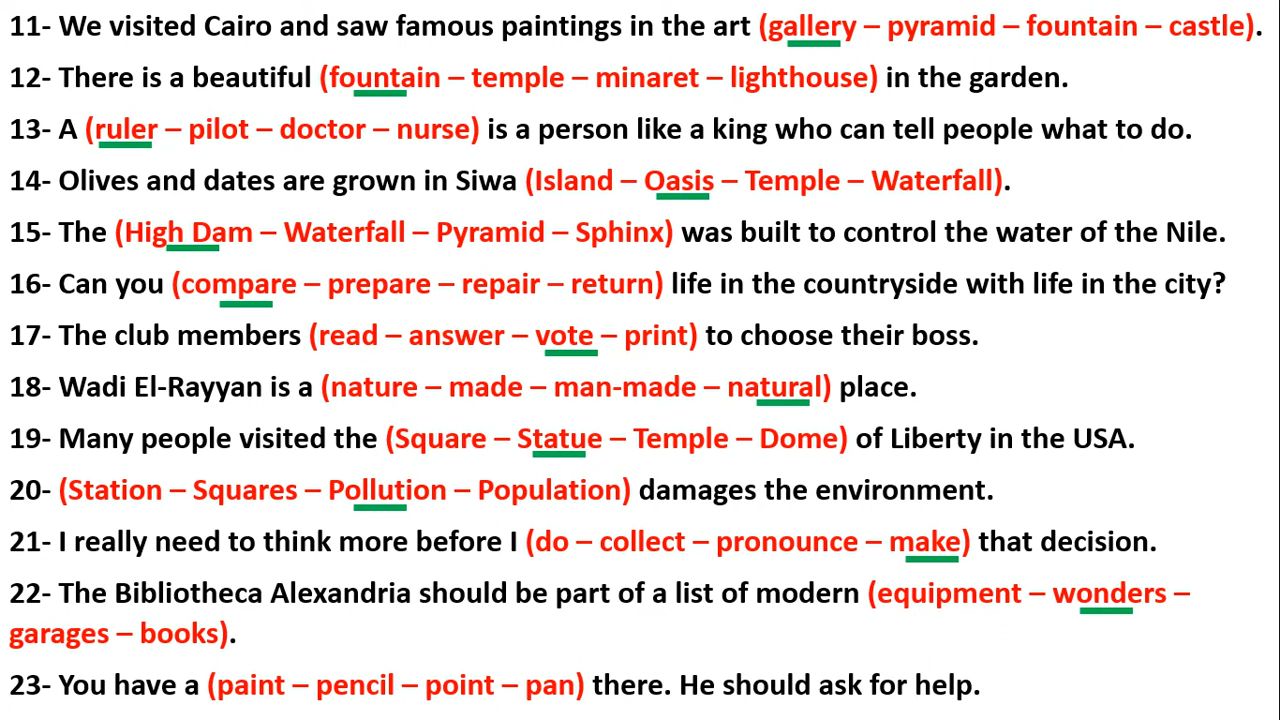 11- We visited Cairo and saw famous paintings in the art (gallery – pyramid – fountain – castle).
12- There is a beautiful (fountain – temple – minaret – lighthouse) in the garden.
13- A (ruler – pilot – doctor – nurse) is a person like a king who can tell people what to do.
14- Olives and dates are grown in Siwa (Island – Oasis – Temple – Waterfall).
15- The (High Dam – Waterfall – Pyramid – Sphinx) was built to control the water of the Nile.
16- Can you (compare – prepare – repair – return) life in the countryside with life in the city?
17- The club members (read – answer – vote – print) to choose their boss.
18- Wadi El-Rayyan is a (nature – made – man-made – natural) place.
19- Many people visited the (Square – Statue – Temple – Dome) of Liberty in the USA.
20- (Station – Squares – Pollution – Population) damages the environment.
21- I really need to think more before I (do – collect – pronounce – make) that decision.
22- The Bibliotheca Alexandria should be part of a list of modern (equipment – wonders –
garages – books).
23- You have a (paint – pencil – point – pan) there. He should ask for help.